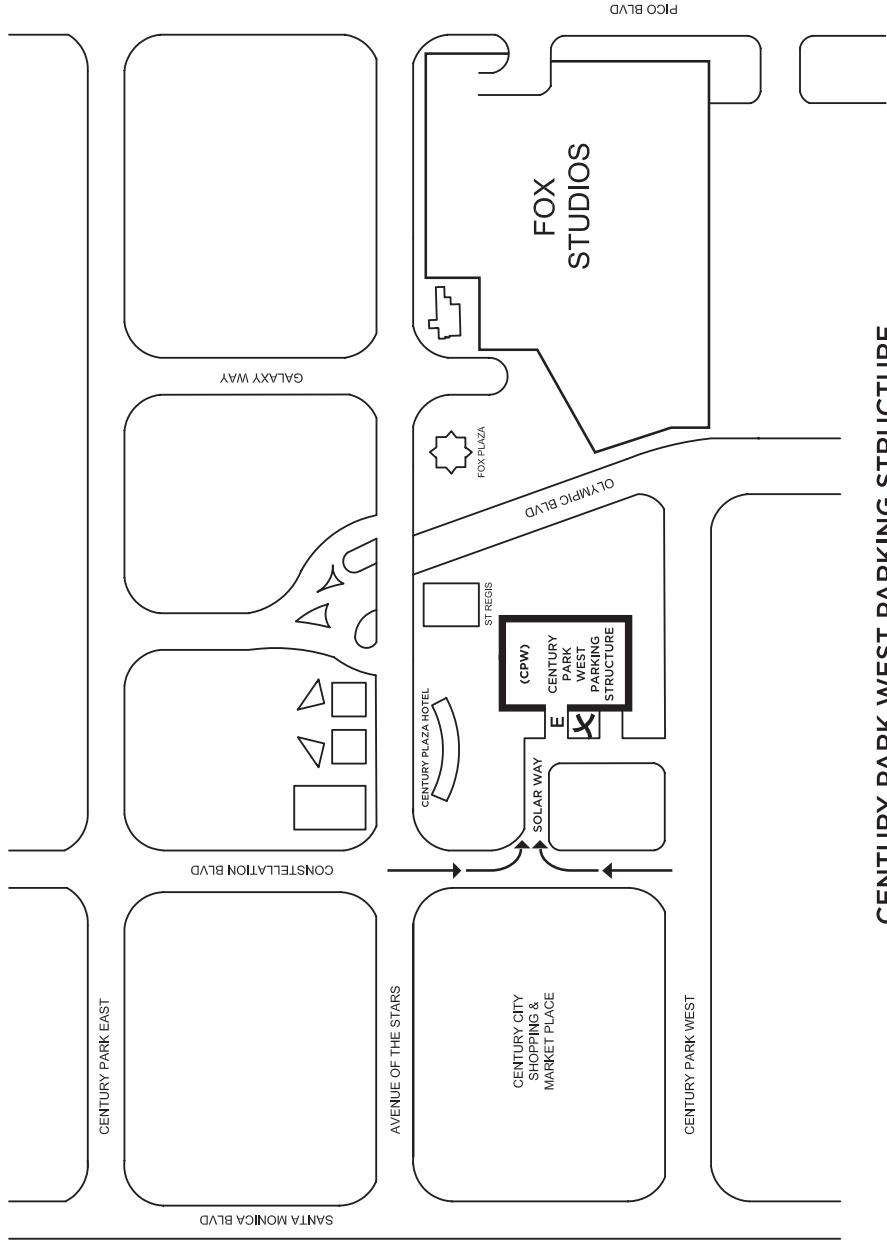 PICO BLVD
FOX
STUDIOS
GALAXY WAY
FOX PLAZA
OLYMPIC BLVD
ST REGIS
(CPW)
CENTURY
PARK
WEST
PARKING
STRUCTURE
E
CENTURY PLAZA HOTEL
SOLAR WAY
CONSTELLATION BLVD
CENTURY PARK EAST
AVENUE OF THE STARS
CENTURY CITY
SHOPPING &
MARKET PLACE
CENTURY PARK WEST
SANTA MONICA BLVD
CENTURY PARK WEST PARKING STRUCTURE